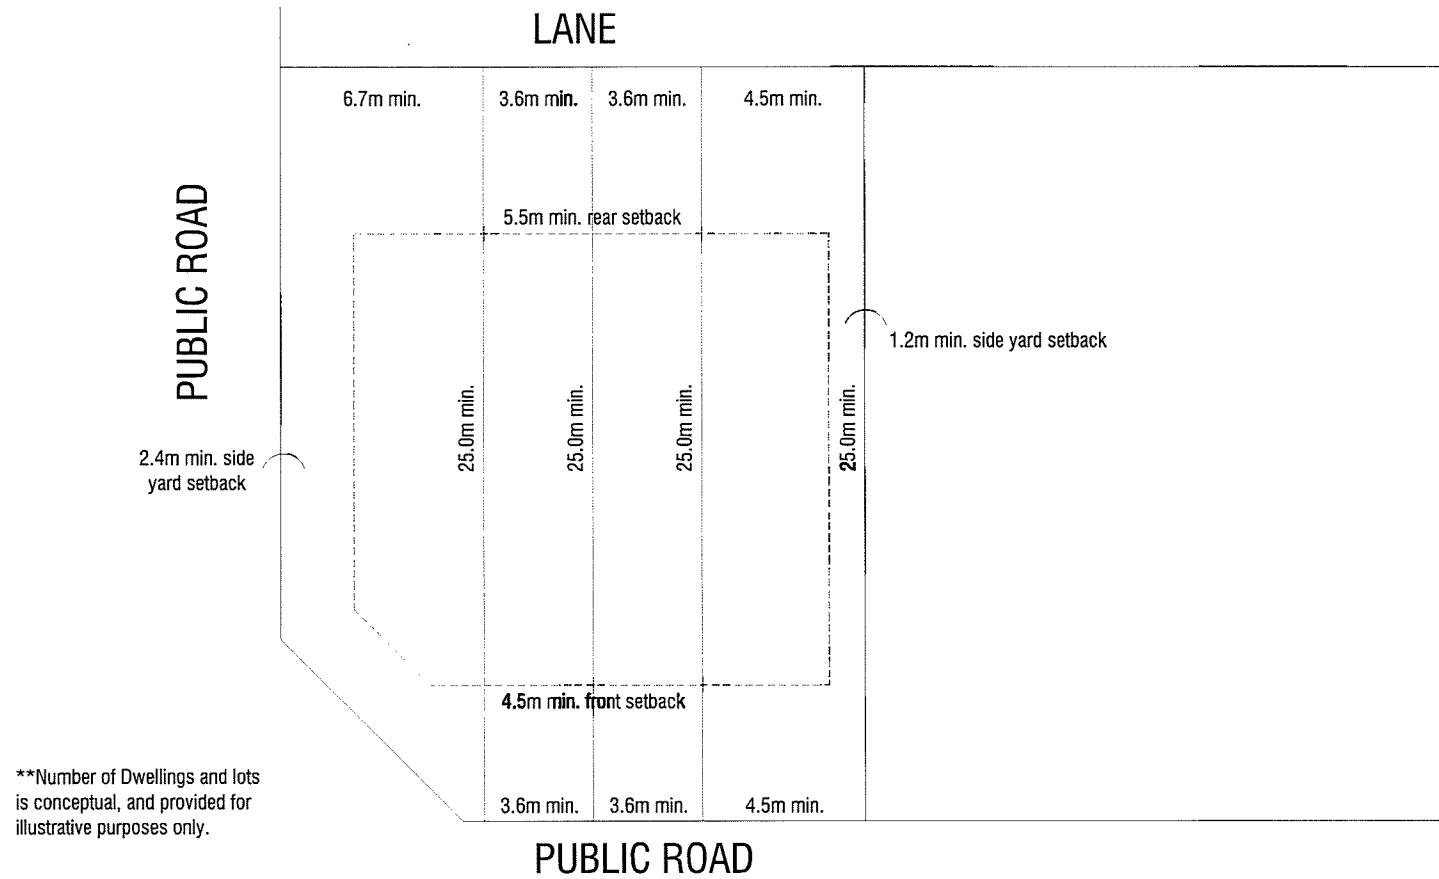 LANE
6.7m min.
3.6m min.
3.6m min.
4.5m min.
PUBLIC ROAD
5.5m min. rear setback
1.2m min. side yard setback
25.0m min.
25.0m min.
25.0m min.
25.0m min.
2.4m min. side
yard setback
4.5m min. front setback
**Number of Dwellings and lots
is conceptual, and provided for
illustrative purposes only.
3.6m min.
3.6m min.
4.5m min.
PUBLIC ROAD